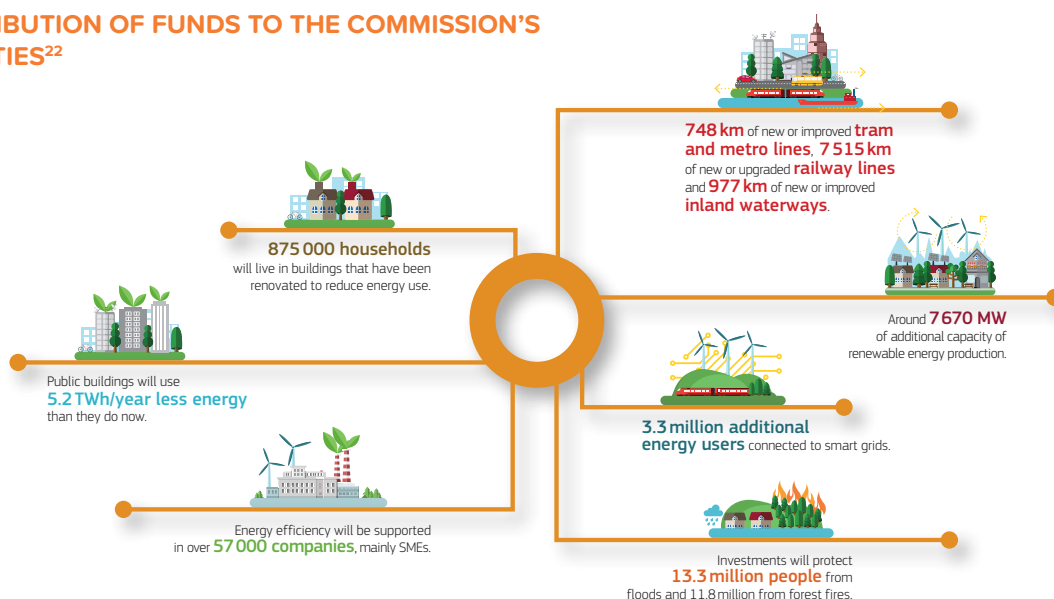 IBUTION OF FUNDS TO THE COMMISSION'S
TIES22
748 km of new or improved tram
and metro lines, 7 515 km
of new or upgraded railway lines
and 977 km of new or improved
inland waterways.
875 000 households
will live in buildings that have been
renovated to reduce energy use.
Around 7 670 MW
of additional capacity of
renewable energy production.
Public buildings will use
5.2 TWh/year less energy
than they do now.
3.3 million additional
energy users connected to smart grids.
Energy efficiency will be supported
in over 57 000 companies, mainly SMEs.
Investments will protect
13.3 million people from
floods and 11.8 million from forest fires.